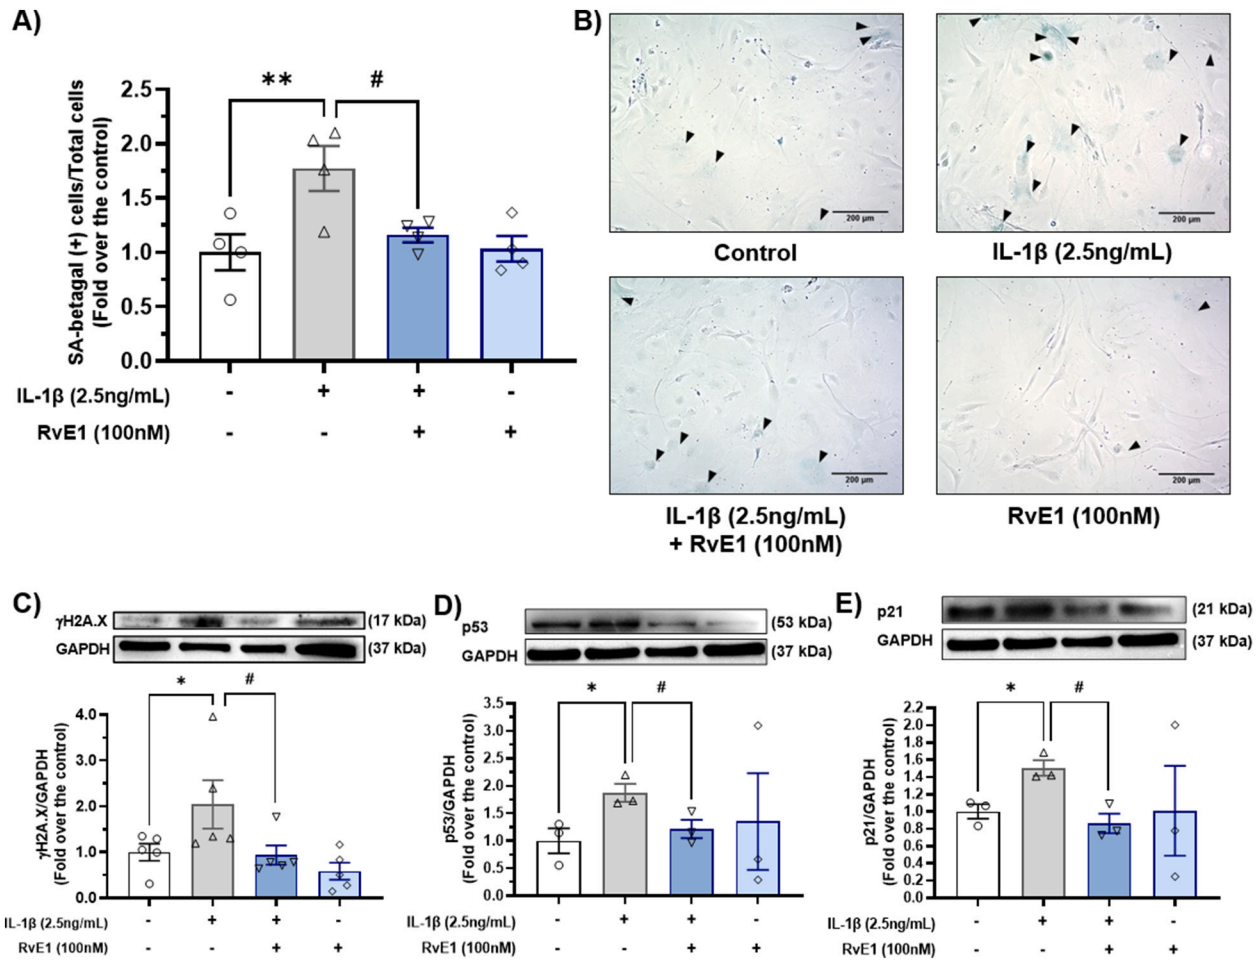 A)
SA-betagal (+) cells/Total cells
(Fold over the control)
2.5
2.0
1.5
1.0
0.5
0.0
** #
IL-1β (2.5ng/mL) - + + -
RvE1 (100nM) - - + +
B)
200 µm
200 µm
Control
IL-1β (2.5ng/mL)
200 µm
200 µm
IL-1β (2.5ng/mL)
+ RvE1 (100nM)
RvE1 (100nM)
C)
γH2A.X (17 kDa)
GAPDH (37 kDa)
* #
γH2A.X/GAPDH
(Fold over the control)
4.0
3.0
2.0
1.0
0.0
IL-1β (2.5ng/mL) - + + -
RvE1 (100nM) - - + +
D)
p53 (53 kDa)
GAPDH (37 kDa)
* #
p53/GAPDH
(Fold over the control)
3.5
3.0
2.5
2.0
1.5
1.0
0.5
0.0
IL-1β (2.5ng/mL) - + + -
RvE1 (100nM) - - + +
E)
p21 (21 kDa)
GAPDH (37 kDa)
* #
p21/GAPDH
(Fold over the control)
2.2
2.0
1.8
1.6
1.4
1.2
1.0
0.8
0.6
0.4
0.2
0.0
IL-1β (2.5ng/mL) - + + -
RvE1 (100nM) - - + +